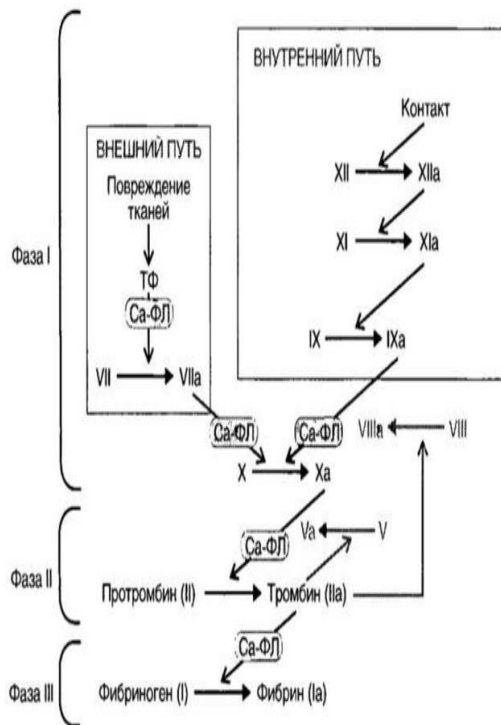 ВНУТРЕННИЙ ПУТЬ
Контакт
ВНЕШНИЙ ПУТЬ
XII XIIa
Повреждение
тканей
XI XIa
Фаза I
ТФ
Са-ФЛ
IX IXa
VII VIIa
Са-ФЛ Са-ФЛ VIIIa VIII
X Xa
Va V
Са-ФЛ
Фаза II
Протромбин (II) Тромбин (IIa)
Са-ФЛ
Фаза III
Фибриноген (I) Фибрин (Ia)